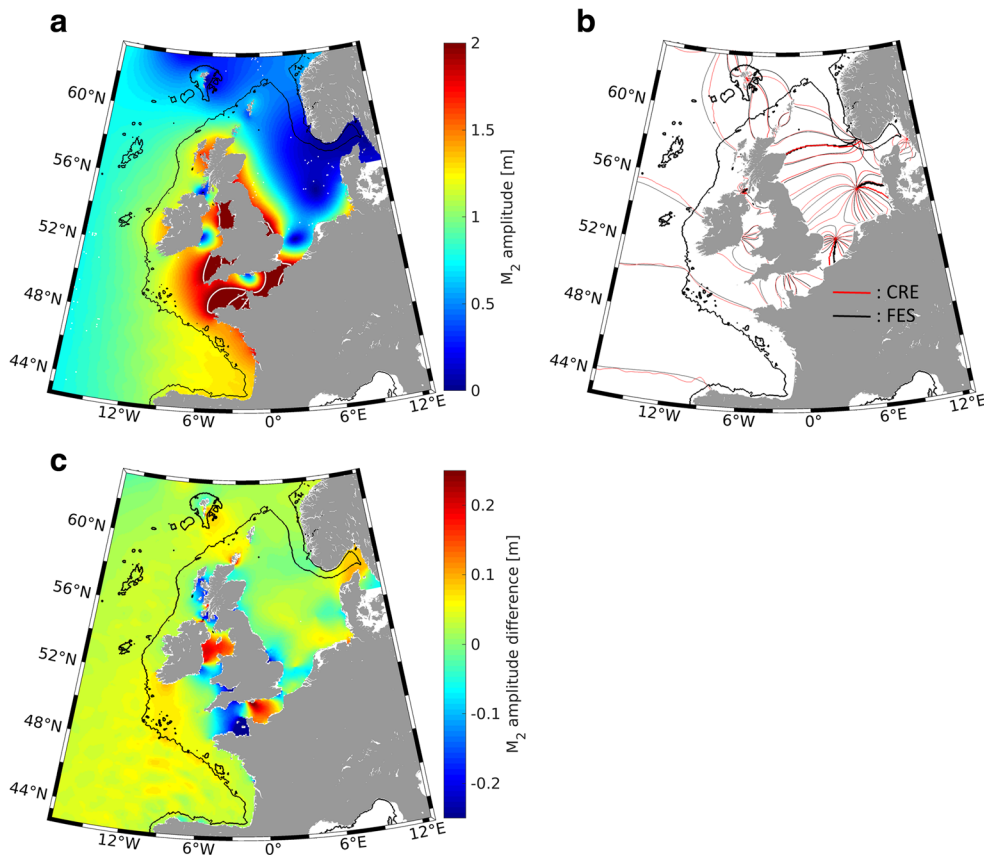 a
60°N
56°N
52°N
48°N
44°N
12°W 6°W 0° 6°E 12°E
2
1.5
1
0.5
0
M2 amplitude [m]
b
60°N
56°N
52°N
48°N
44°N
12°W 6°W 0° 6°E 12°E
: CRE
: FES
c
60°N
56°N
52°N
48°N
44°N
12°W 6°W 0° 6°E 12°E
0.2
0.1
0
-0.1
-0.2
M2 amplitude difference [m]